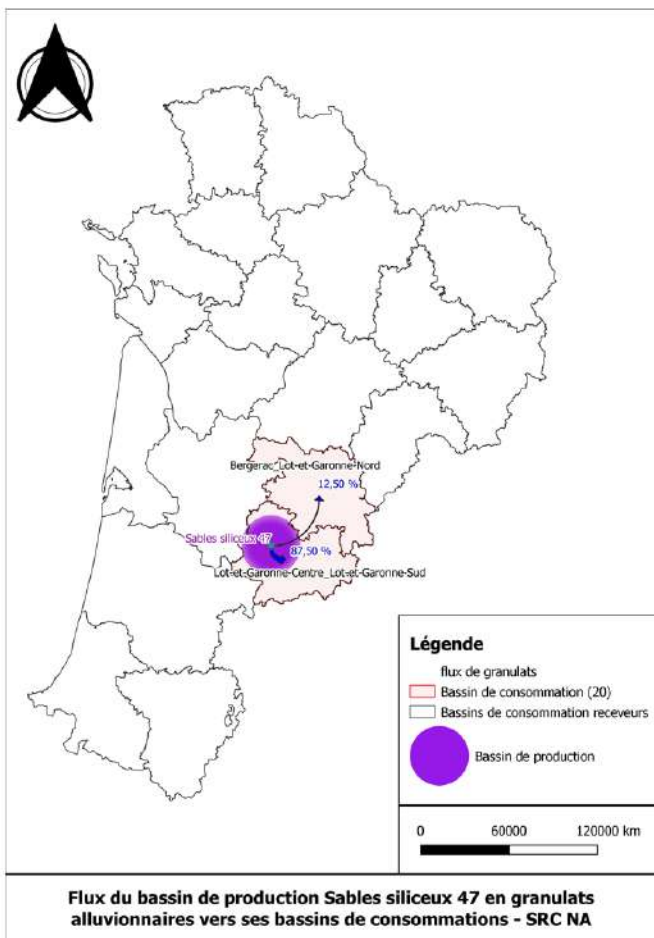 Bergerac_Lot-et-Garonne-Nord
12,50 %
Sables siliceux 47
87,50 %
Lot-et-Garonne-Centre_Lot-et-Garonne-Sud
Légende
flux de granulats
Bassin de consommation (20)
Bassins de consommation receveurs
Bassin de production
0 60000 120000 km
Flux du bassin de production Sables siliceux 47 en granulats
alluvionnaires vers ses bassins de consommations - SRC NA